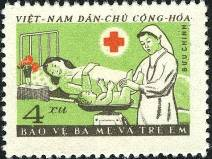 VIỆT-NAM DÂN-CHỦ CỘNG-HÒA
BƯU CHÍNH
4 xu
BẢO VỆ BÀ MẸ VÀ TRẺ EM